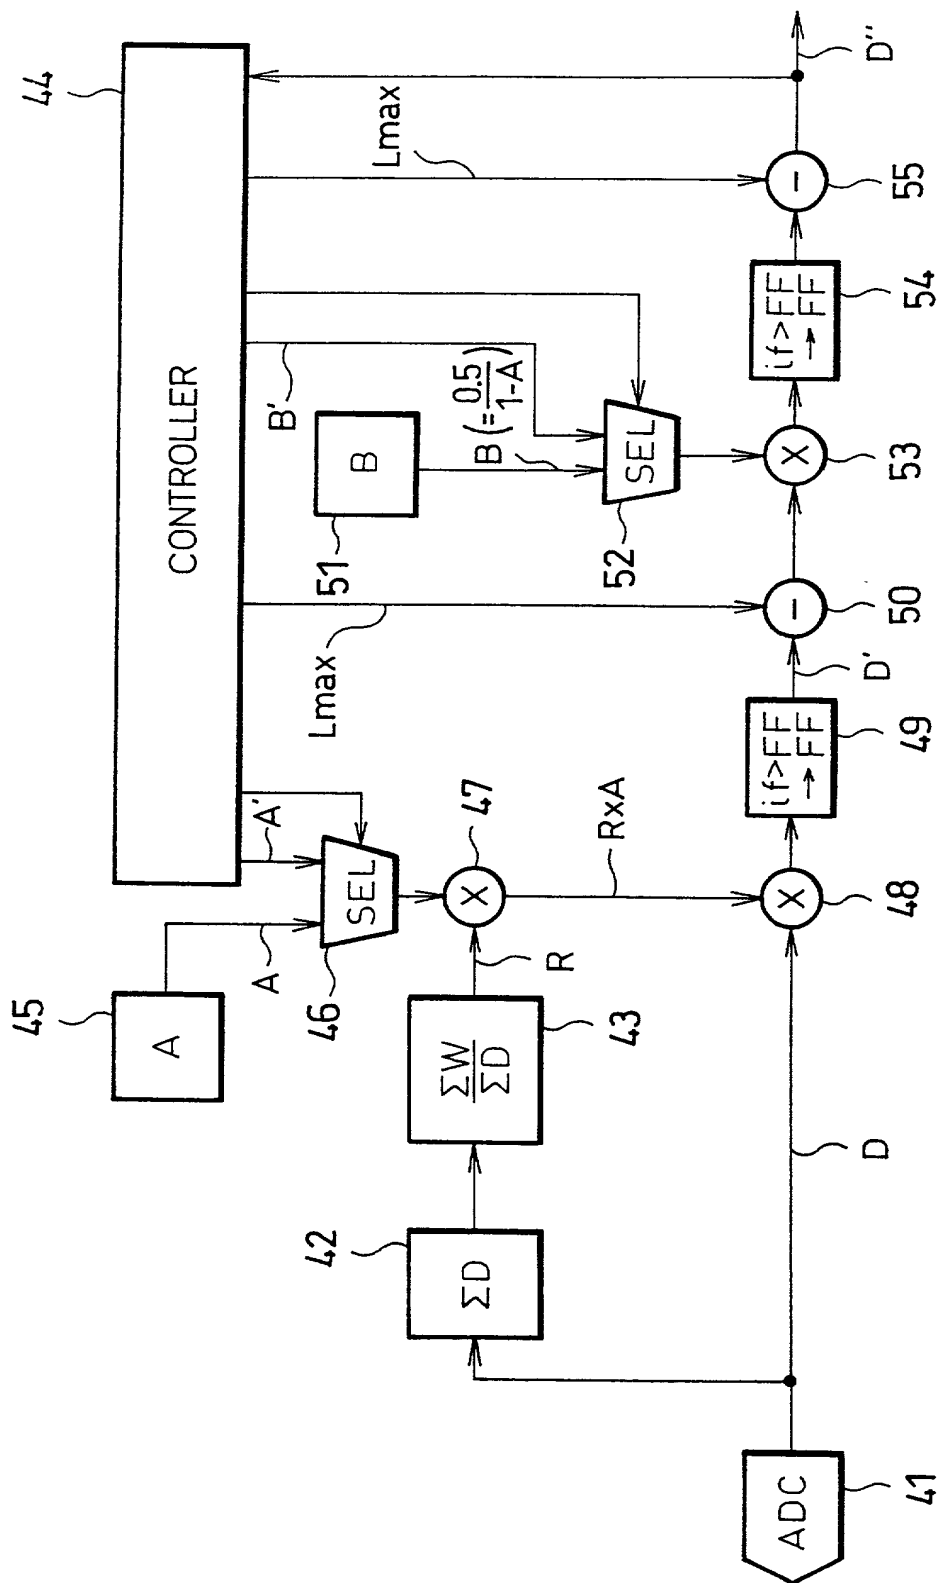 44
CONTROLLER
45
A
A
A'
SEL
46
47
X
R
RxA
42
ΣD
43
ΣW
ΣD
Lmax
51
B
B'
B (= 0.5
1-A)
SEL
52
Lmax
41
ADC
D
X
48
if>FF
→FF
49
D'
−
50
X
53
if>FF
→FF
54
−
55
D''